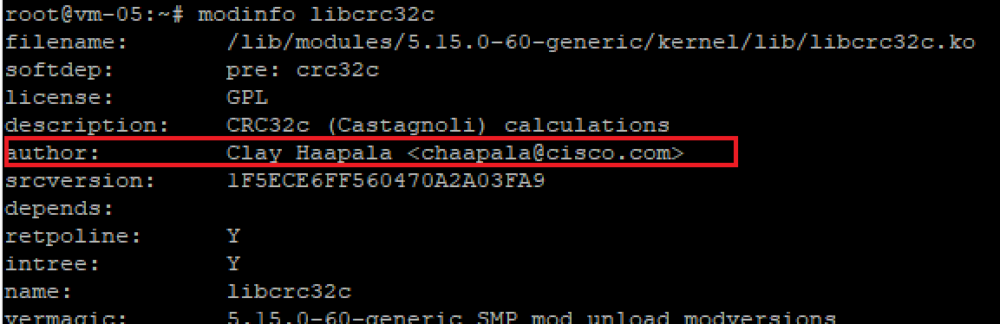 root@vm-05:~# modinfo libcrc32c
filename: /lib/modules/5.15.0-60-generic/kernel/lib/libcrc32c.ko
softdep: pre: crc32c
license: GPL
description: CRC32c (Castagnoli) calculations
author: Clay Haapala <chaapala@cisco.com>
srcversion: 1F5ECE6FF560470A2A03FA9
depends:
retpoline: Y
intree: Y
name: libcrc32c
vermagic: 5.15.0-60-generic SMP mod_unload modversions